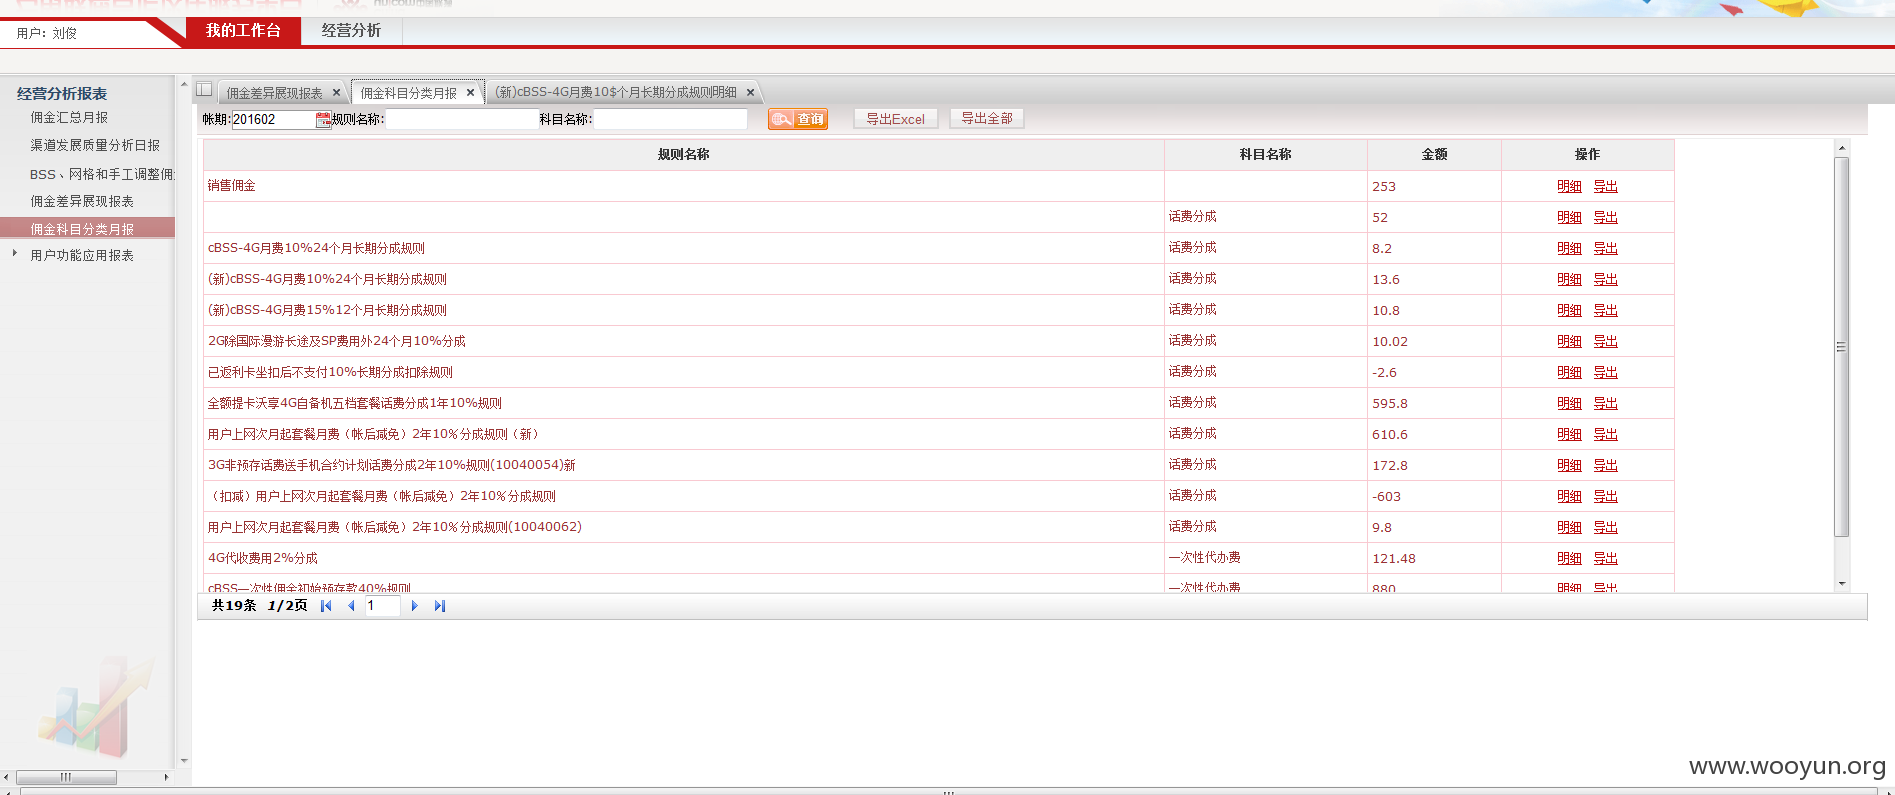 用户：刘俊
我的工作台 经营分析
经营分析报表
佣金汇总月报
渠道发展质量分析日报
BSS、网格和手工调整佣
佣金差异展现报表
佣金科目分类月报
用户功能应用报表
佣金差异展现报表 × 佣金科目分类月报 × (新)cBSS-4G月费10$个月长期分成规则明细 ×
帐期:201602 规则名称: 科目名称: 查询 导出Excel 导出全部
规则名称 科目名称 金额 操作
销售佣金 253 明细 导出
话费分成 52 明细 导出
cBSS-4G月费10%24个月长期分成规则 话费分成 8.2 明细 导出
(新)cBSS-4G月费10%24个月长期分成规则 话费分成 13.6 明细 导出
(新)cBSS-4G月费15%12个月长期分成规则 话费分成 10.8 明细 导出
2G除国际漫游长途及SP费用外24个月10%分成 话费分成 10.02 明细 导出
已返利卡坐扣后不支付10%长期分成扣除规则 话费分成 -2.6 明细 导出
全额提卡沃享4G自备机五档套餐话费分成1年10%规则 话费分成 595.8 明细 导出
用户上网次月起套餐月费（帐后减免）2年10%分成规则（新） 话费分成 610.6 明细 导出
3G非预存话费送手机合约计划话费分成2年10%规则(10040054)新 话费分成 172.8 明细 导出
（扣减）用户上网次月起套餐月费（帐后减免）2年10%分成规则 话费分成 -603 明细 导出
用户上网次月起套餐月费（帐后减免）2年10%分成规则(10040062) 话费分成 9.8 明细 导出
4G代收费用2%分成 一次性代办费 121.48 明细 导出
cBSS一次性佣金初始预存款40%规则 一次性代办费 880 明细 导出
共19条 1/2页 1
www.wooyun.org